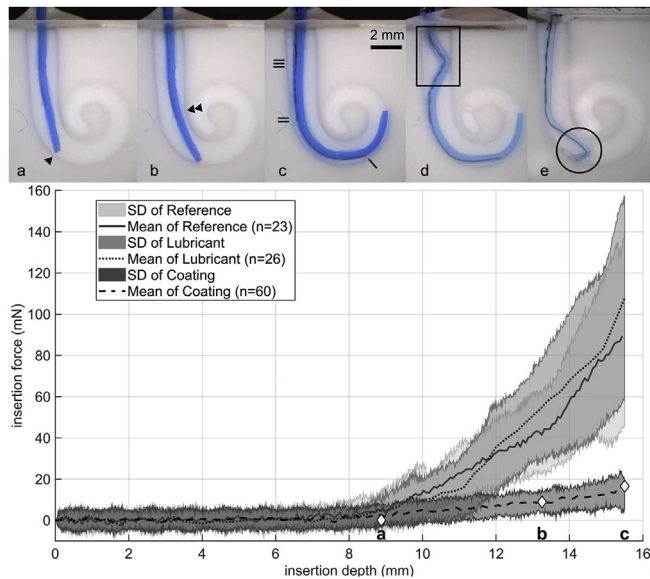 2 mm
a
b
c
d
e
160
140
120
100
80
60
40
20
0
insertion force (mN)
SD of Reference
Mean of Reference (n=23)
SD of Lubricant
Mean of Lubricant (n=26)
SD of Coating
Mean of Coating (n=60)
a
b
c
0 2 4 6 8 10 12 14 16
insertion depth (mm)